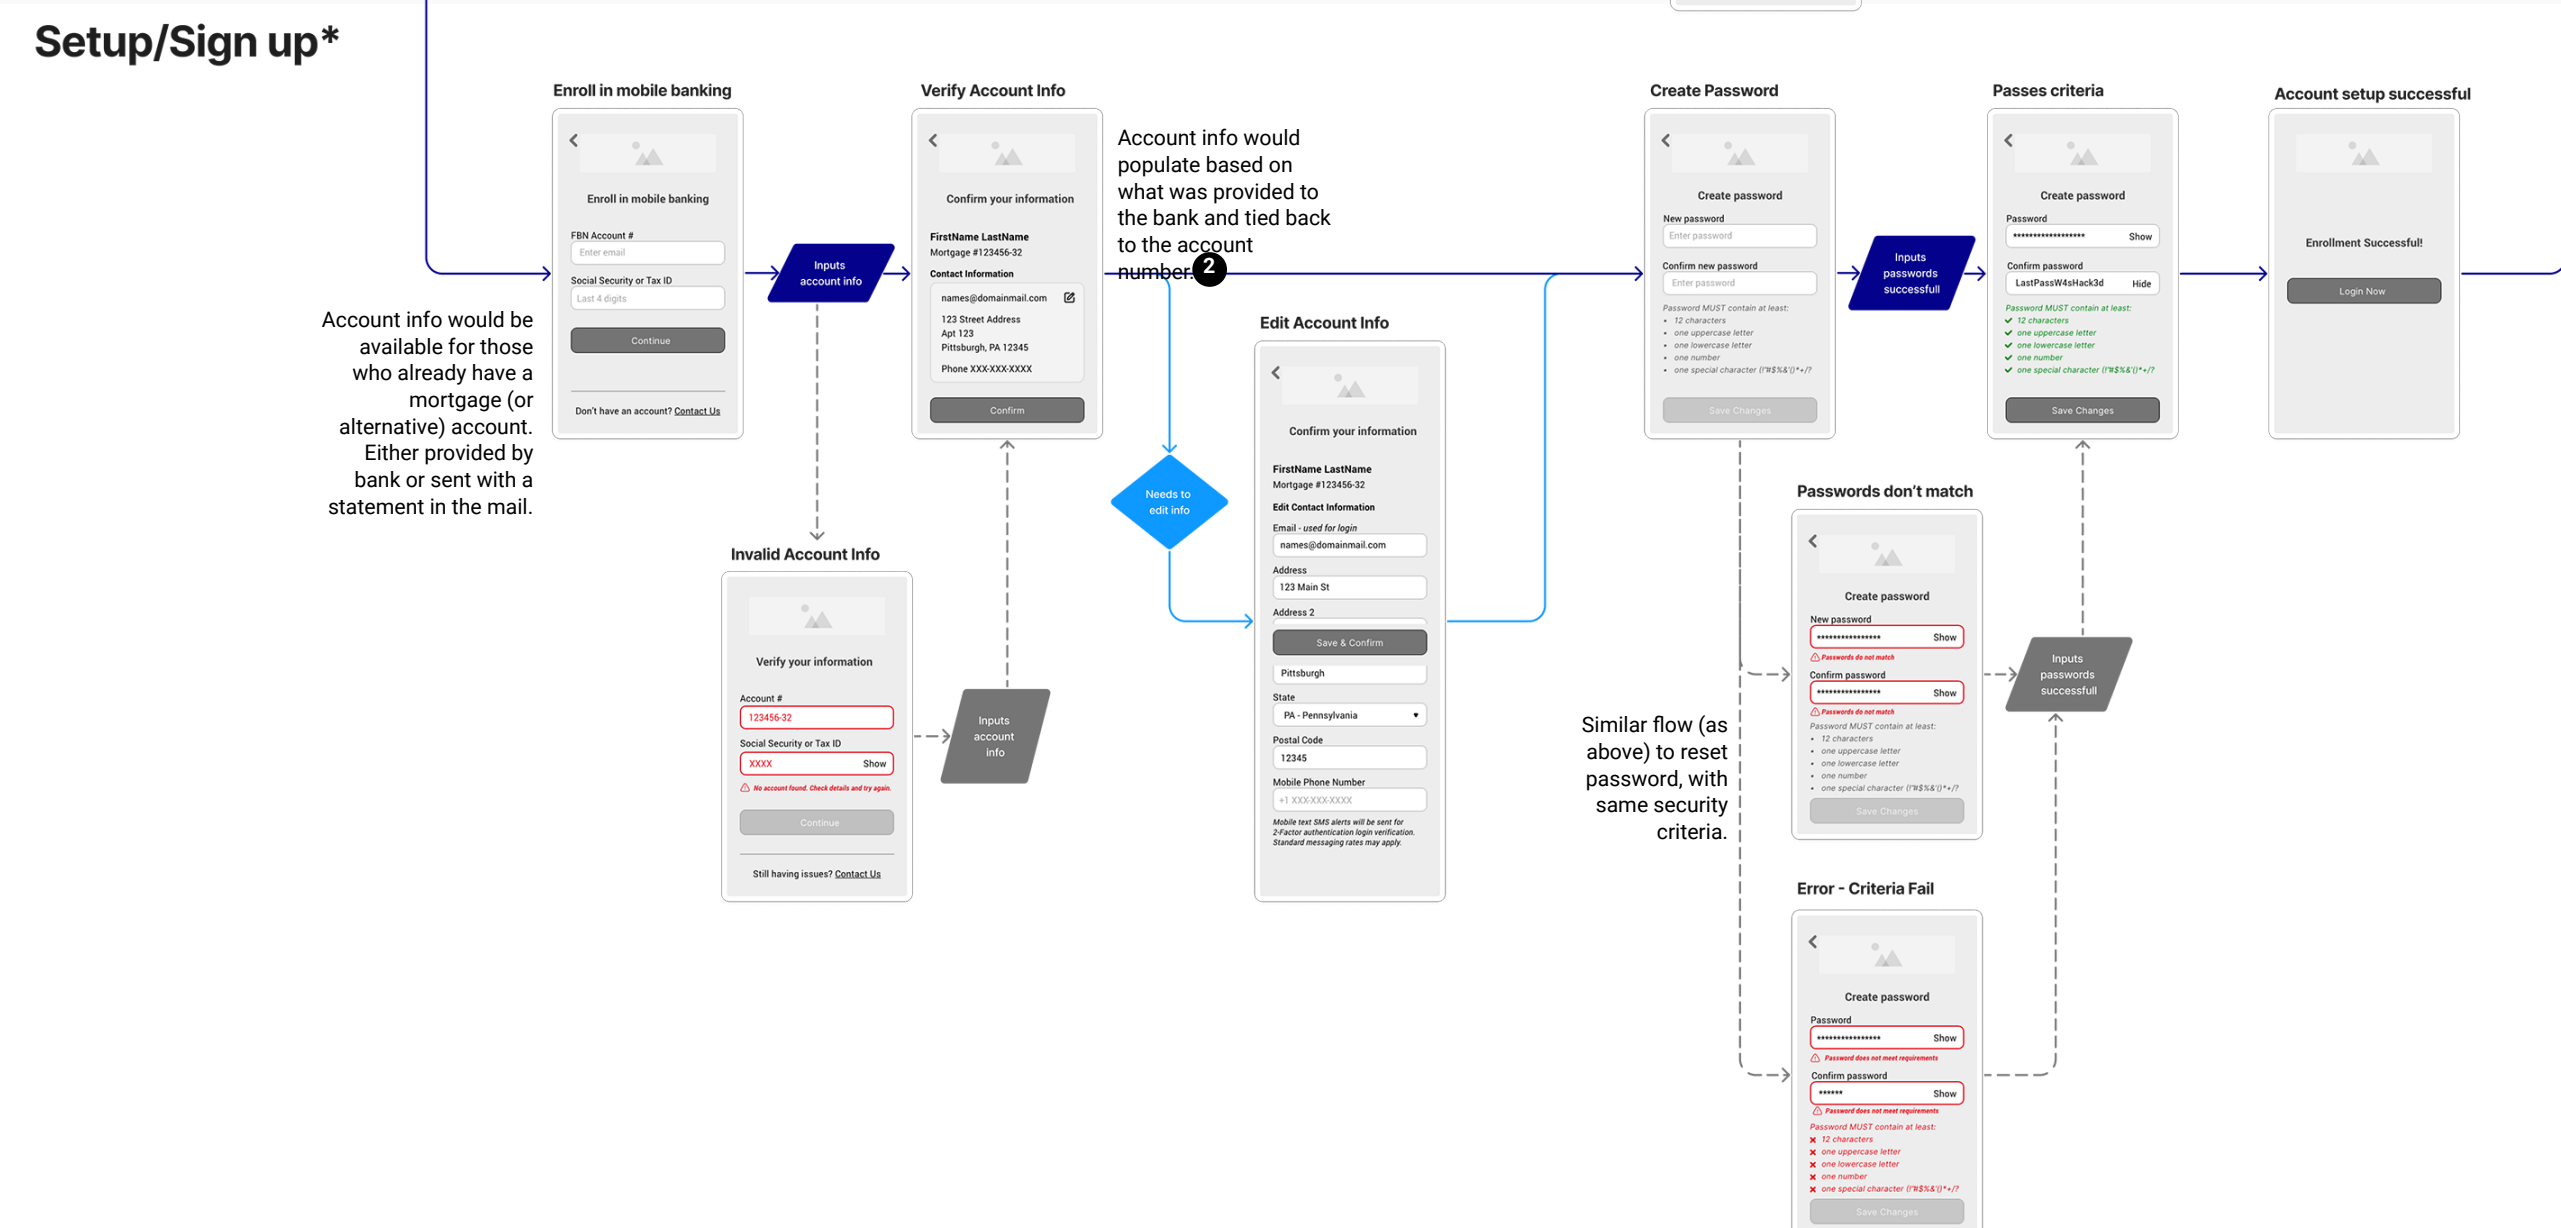 Setup/Sign up*
Enroll in mobile banking
Enroll in mobile banking
FBN Account #
Enter email
Social Security or Tax ID
Last 4 digits
Continue
Don't have an account? Contact Us
Account info would be
available for those
who already have a
mortgage (or
alternative) account.
Either provided by
bank or sent with a
statement in the mail.
Inputs
account info
Verify Account Info
Confirm your information
FirstName LastName
Mortgage #123456-32
Contact Information
names@domainmail.com
123 Street Address
Apt 123
Pittsburgh, PA 12345
Phone XXX-XXX-XXXX
Confirm
Account info would
populate based on
what was provided to
the bank and tied back
to the account
number.
2
Invalid Account Info
Verify your information
Account #
123456-32
Social Security or Tax ID
XXXX Show
No account found. Check details and try again.
Continue
Still having issues? Contact Us
Inputs
account
info
Needs to
edit info
Edit Account Info
Confirm your information
FirstName LastName
Mortgage #123456-32
Edit Contact Information
Email - used for login
names@domainmail.com
Address
123 Main St
Address 2
Save & Confirm
Pittsburgh
State
PA - Pennsylvania
Postal Code
12345
Mobile Phone Number
+1 XXX-XXX-XXXX
Mobile text SMS alerts will be sent for
2-Factor authentication login verification.
Standard messaging rates may apply.
Create Password
Create password
New password
Enter password
Confirm new password
Enter password
Password MUST contain at least:
• 12 characters
• one uppercase letter
• one lowercase letter
• one number
• one special character (!"#$%&'()*+/?
Save Changes
Inputs
passwords
successfull
Passes criteria
Create password
Password
****************** Show
Confirm password
LastPassW4sHack3d Hide
Password MUST contain at least:
12 characters
one uppercase letter
one lowercase letter
one number
one special character (!"#$%&'()*+/?
Save Changes
Account setup successful
Enrollment Successful!
Login Now
Passwords don't match
Create password
New password
**************** Show
Passwords do not match
Confirm password
**************** Show
Passwords do not match
Password MUST contain at least:
• 12 characters
• one uppercase letter
• one lowercase letter
• one number
• one special character (!"#$%&'()*+/?
Save Changes
Inputs
passwords
successfull
Similar flow (as
above) to reset
password, with
same security
criteria.
Error - Criteria Fail
Create password
Password
**************** Show
Password does not meet requirements
Confirm password
****** Show
Password does not meet requirements
Password MUST contain at least:
12 characters
one uppercase letter
one lowercase letter
one number
one special character (!"#$%&'()*+/?
Save Changes